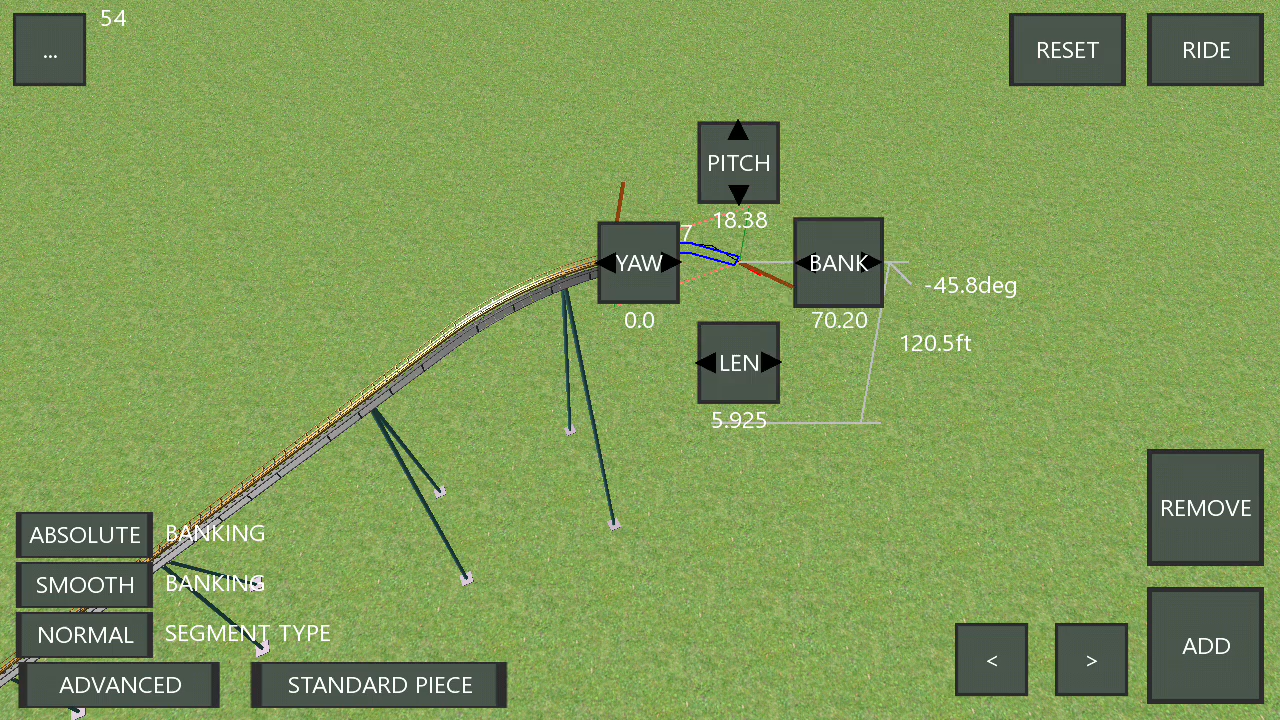 ...
54
RESET
RIDE
PITCH
18.38
7
YAW
0.0
BANK
70.20
-45.8deg
120.5ft
LEN
5.925
REMOVE
ABSOLUTE BANKING
SMOOTH BANKING
NORMAL SEGMENT TYPE
ADVANCED
STANDARD PIECE
<
>
ADD